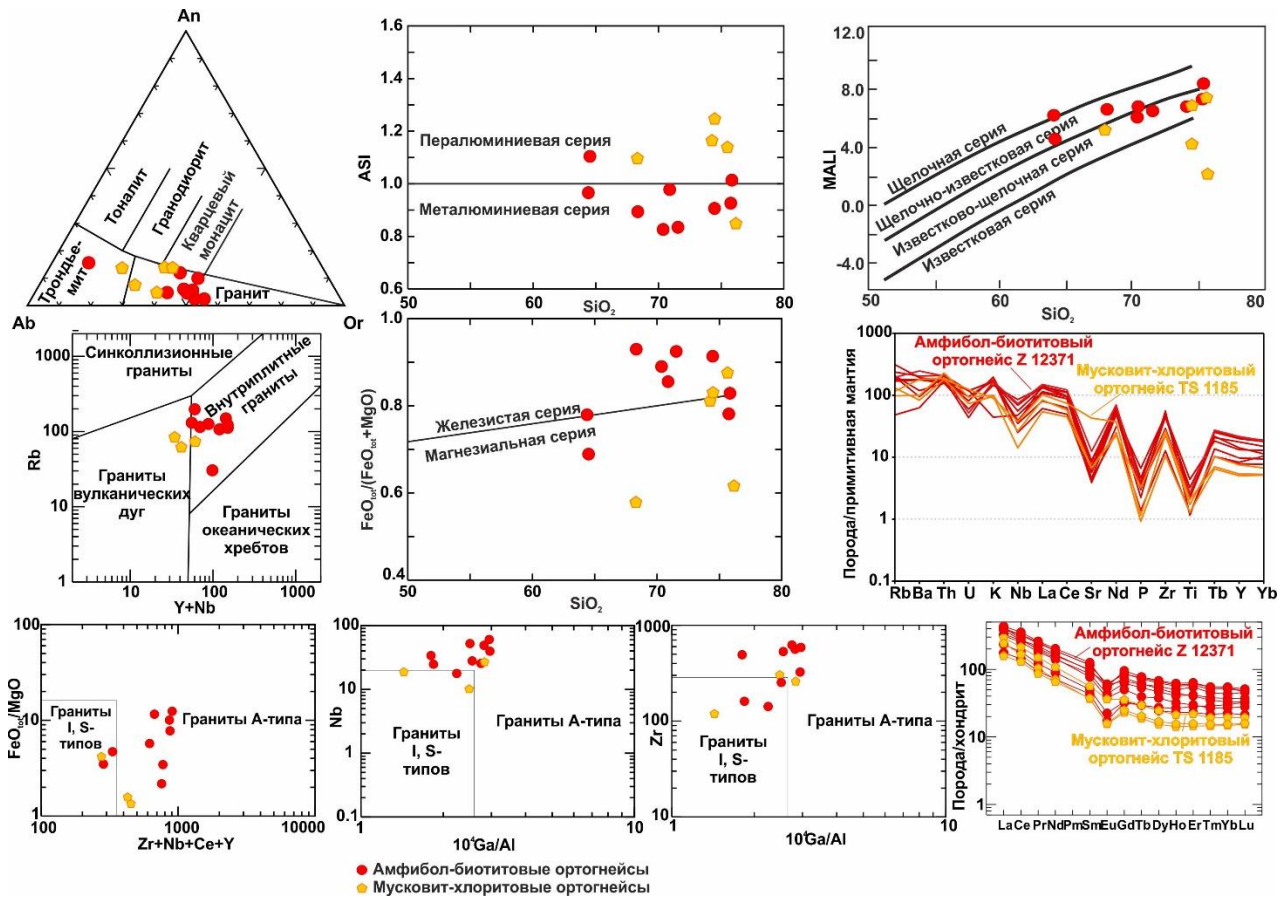 An
Тоналит
Гранодиорит
Кварцевый
монацит
Трондье-
мит
Гранит
Ab
Or
1.6
1.4
1.2
1.0
0.8
0.6
ASI
Пералюминиевая серия
Металюминиевая серия
50
60
70
80
SiO2
12.0
8.0
4.0
0.0
-4.0
MALI
Щелочная серия
Щелочно-известковая серия
Известково-щелочная серия
Известковая серия
50
60
70
80
SiO2
1000
100
10
1
Rb
Синколлизионные
граниты
Внутриплитные
граниты
Граниты
вулканических
дуг
Граниты
океанических
хребтов
10
100
1000
Y+Nb
0.8
0.6
0.4
FeOtot/(FeOtot+MgO)
Железистая серия
Магнезиальная серия
50
60
70
80
SiO2
1000
100
10
1
0.1
Порода/примитивная мантия
Амфибол-биотитовый
ортогнейс Z 12371
Мусковит-хлоритовый
ортогнейс TS 1185
Rb Ba Th U K Nb La Ce Sr Nd P Zr Ti Tb Y Yb
100
10
1
FeOtot/MgO
Граниты
I, S-
типов
Граниты А-типа
100
1000
10000
Zr+Nb+Ce+Y
100
10
1
0.1
Nb
Граниты
I, S-
типов
Граниты А-типа
1
10
10⁴Ga/Al
1000
100
10
Zr
Граниты
I, S-
типов
Граниты А-типа
1
10
10⁴Ga/Al
100
10
1
Порода/хондрит
Амфибол-биотитовый
ортогнейс Z 12371
Мусковит-хлоритовый
ортогнейс TS 1185
La Ce Pr Nd Pm Sm Eu Gd Tb Dy Ho Er Tm Yb Lu
Амфибол-биотитовые ортогнейсы
Мусковит-хлоритовые ортогнейсы